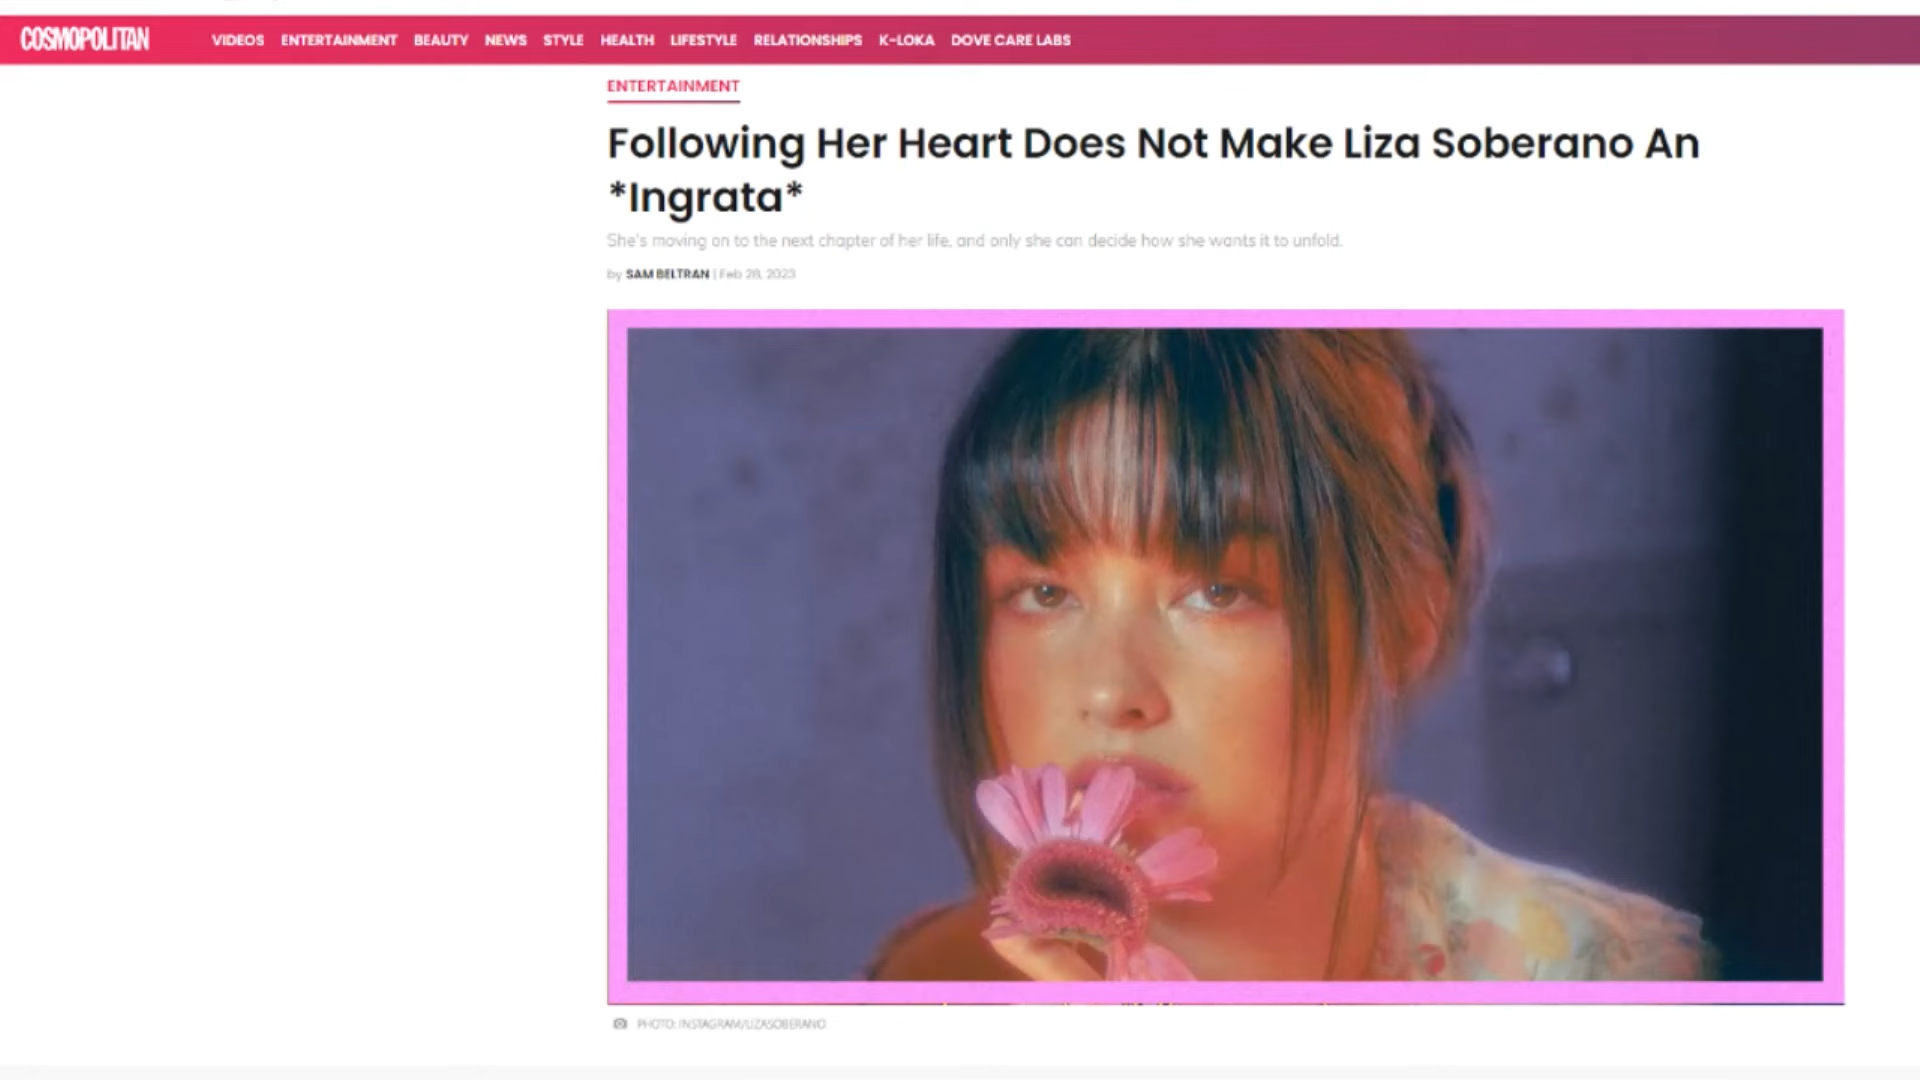 COSMOPOLITAN VIDEOS ENTERTAINMENT BEAUTY NEWS STYLE HEALTH LIFESTYLE RELATIONSHIPS K-LOKA DOVE CARE LABS
ENTERTAINMENT
Following Her Heart Does Not Make Liza Soberano An
*Ingrata*
She's moving on to the next chapter of her life, and only she can decide how she wants it to unfold.
by SAM BELTRAN | Feb 28, 2023
PHOTO: INSTAGRAM/LIZASOBERANO